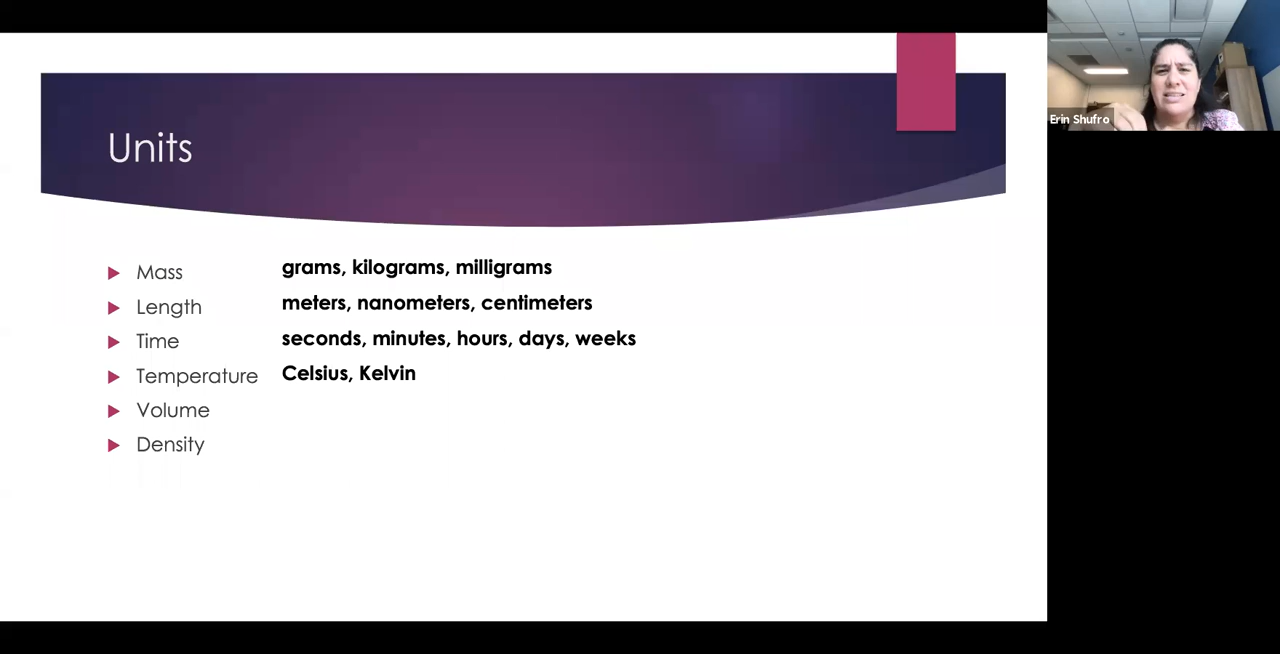 Units
Mass grams, kilograms, milligrams
Length meters, nanometers, centimeters
Time seconds, minutes, hours, days, weeks
Temperature Celsius, Kelvin
Volume
Density
Erin Shufro